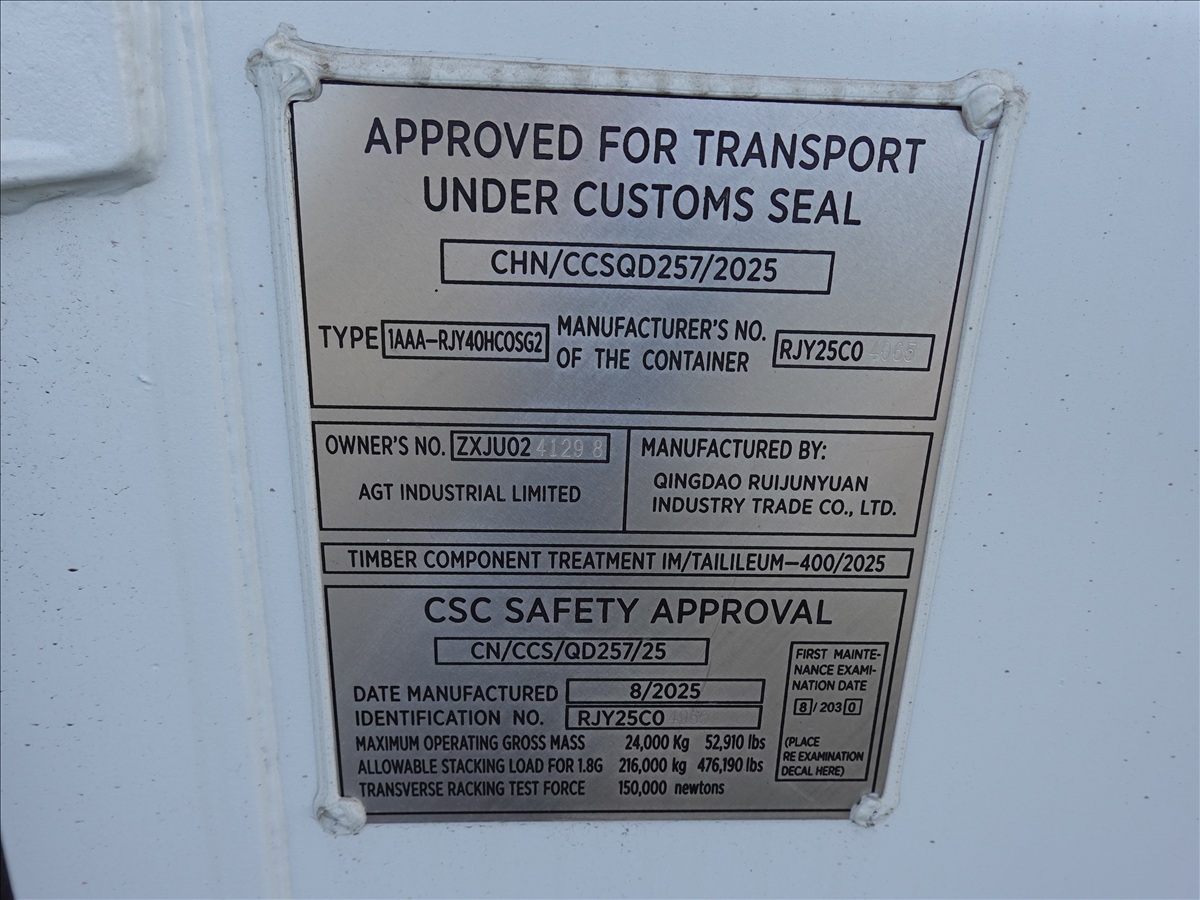 APPROVED FOR TRANSPORT
UNDER CUSTOMS SEAL
CHN/CCSQD257/2025
TYPE 1AAA-RJY40HCOSG2 MANUFACTURER'S NO. OF THE CONTAINER RJY25C0
OWNER'S NO. ZXJU02 41298
AGT INDUSTRIAL LIMITED
MANUFACTURED BY:
QINGDAO RUIJUNYUAN
INDUSTRY TRADE CO., LTD.
TIMBER COMPONENT TREATMENT IM/TAILILEUM-400/2025
CSC SAFETY APPROVAL
CN/CCS/QD257/25
DATE MANUFACTURED 8/2025
IDENTIFICATION NO. RJY25C0
MAXIMUM OPERATING GROSS MASS 24,000 Kg 52,910 lbs
ALLOWABLE STACKING LOAD FOR 1.8G 216,000 kg 476,190 lbs
TRANSVERSE RACKING TEST FORCE 150,000 newtons
FIRST MAINTE-
NANCE EXAMI-
NATION DATE
8/2030
(PLACE
RE EXAMINATION
DECAL HERE)